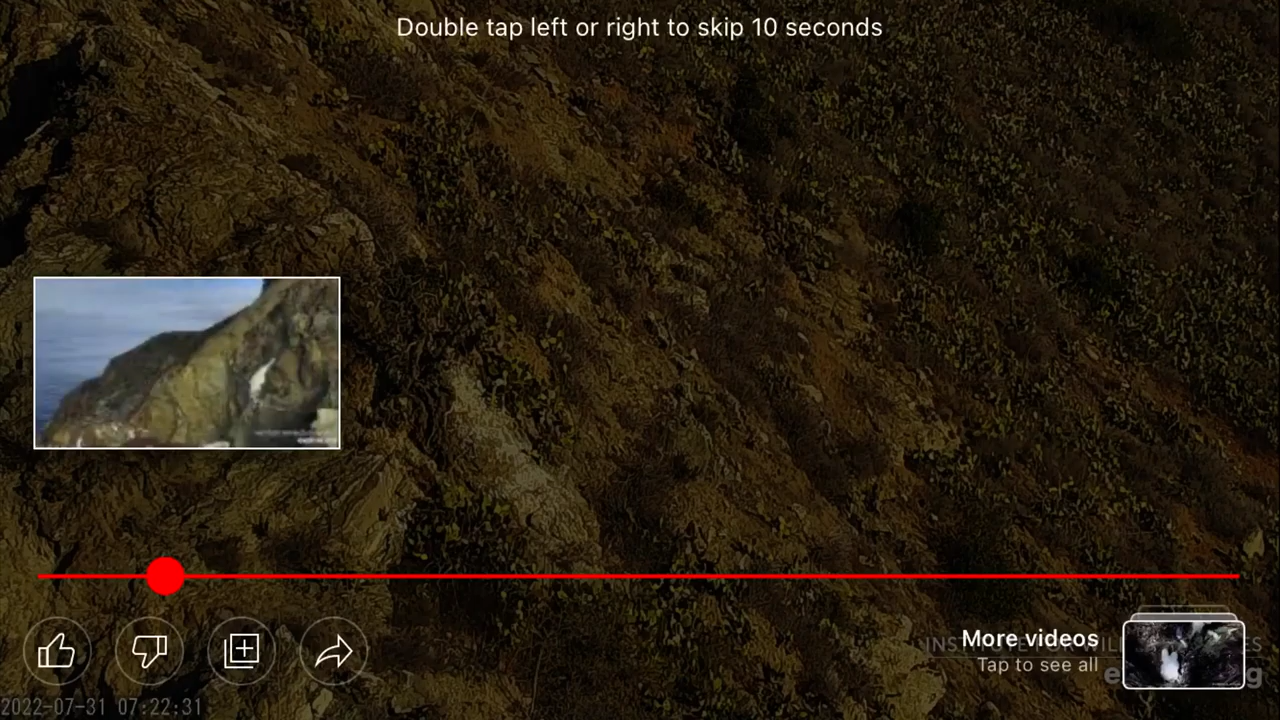 Double tap left or right to skip 10 seconds
More videos
Tap to see all
2022-07-31 07:22:31